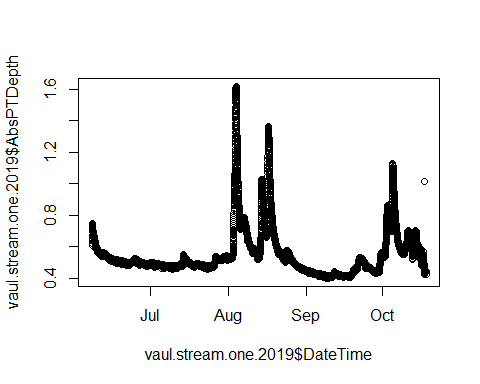 vaul.stream.one.2019$AbsPTDepth
1.6
1.2
0.8
0.4
Jul Aug Sep Oct
vaul.stream.one.2019$DateTime